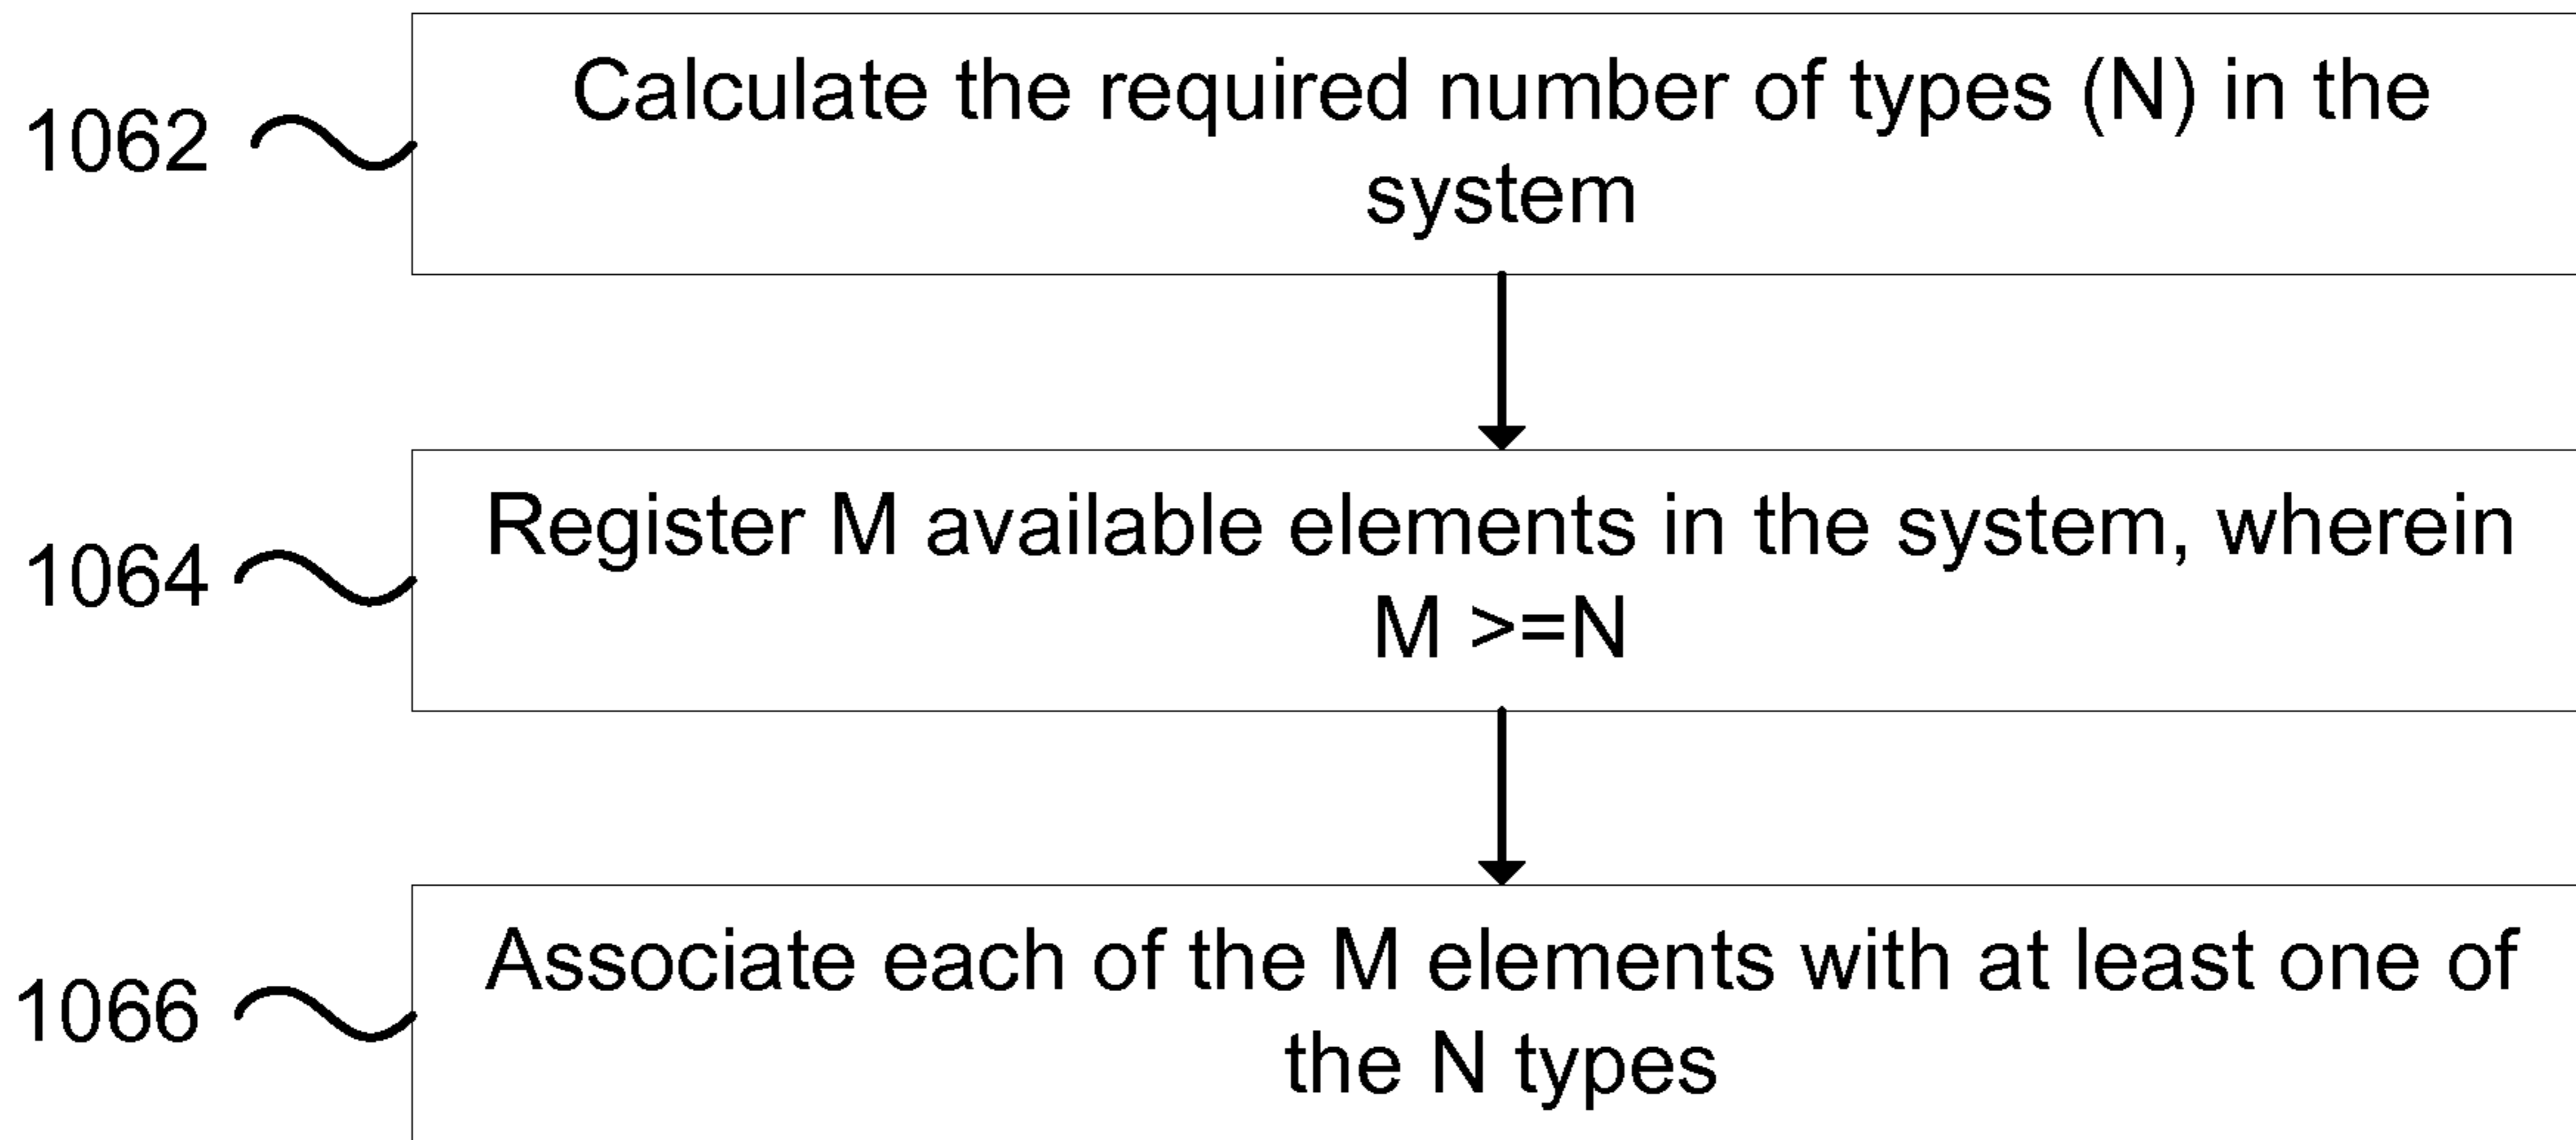 1062
Calculate the required number of types (N) in the
system
1064
Register M available elements in the system, wherein
M >=N
1066
Associate each of the M elements with at least one of
the N types